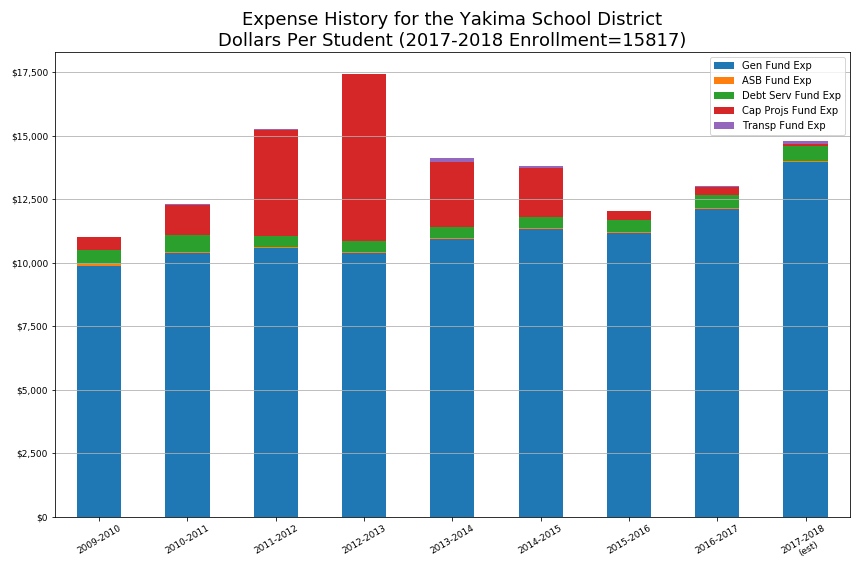 Expense History for the Yakima School District
Dollars Per Student (2017-2018 Enrollment=15817)
Gen Fund Exp
ASB Fund Exp
Debt Serv Fund Exp
Cap Projs Fund Exp
Transp Fund Exp
$17,500
$15,000
$12,500
$10,000
$7,500
$5,000
$2,500
$0
2009-2010
2010-2011
2011-2012
2012-2013
2013-2014
2014-2015
2015-2016
2016-2017
2017-2018
(est)